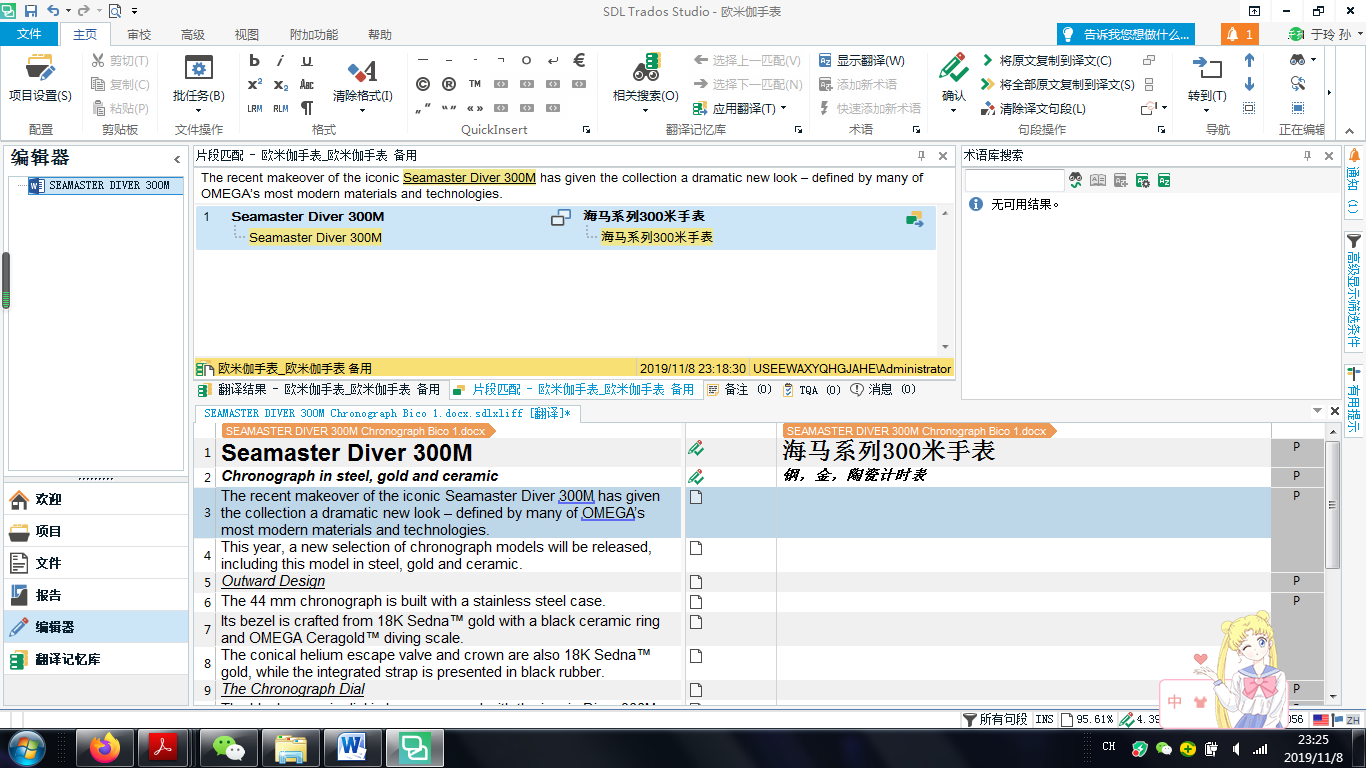 SDL Trados Studio - 欧米伽手表
文件 主页 审校 高级 视图 附加功能 帮助
告诉我您想做什么...
1
于玲 孙
项目设置(S)
配置
剪切(T)
复制(C)
粘贴(P)
剪贴板
批任务(B)
文件操作
b i U
x² x₂ ABC
LRM RLM ¶
清除格式(I)
格式
© ® TM
QuickInsert
相关搜索(O)
选择上一匹配(V)
选择下一匹配(N)
应用翻译(T)
翻译记忆库
显示翻译(W)
添加新术语
快速添加新术语
术语
确认
将原文复制到译文(C)
将全部原文复制到译文(S)
清除译文句段(L)
句段操作
转到(T)
导航
正在编辑
编辑器
SEAMASTER DIVER 300M
欢迎
项目
文件
报告
编辑器
翻译记忆库
片段匹配 - 欧米伽手表_欧米伽手表 备用
The recent makeover of the iconic Seamaster Diver 300M has given the collection a dramatic new look – defined by many of
OMEGA's most modern materials and technologies.
1 Seamaster Diver 300M 海马系列300米手表
Seamaster Diver 300M 海马系列300米手表
欧米伽手表_欧米伽手表 备用 2019/11/8 23:18:30 USEEWAXYQHGJAHE\Administrator
翻译结果 - 欧米伽手表_欧米伽手表 备用 片段匹配 - 欧米伽手表_欧米伽手表 备用 备注 (0) TQA (0) 消息 (0)
术语库搜索
无可用结果。
通知 (1)
高级显示筛选条件
有用提示
SEAMASTER DIVER 300M Chronograph Bico 1.docx.sdlxliff [翻译]*
SEAMASTER DIVER 300M Chronograph Bico 1.docx SEAMASTER DIVER 300M Chronograph Bico 1.docx
1 Seamaster Diver 300M 海马系列300米手表 P
2 Chronograph in steel, gold and ceramic 钢，金，陶瓷计时表 P
3 The recent makeover of the iconic Seamaster Diver 300M has given P
the collection a dramatic new look – defined by many of OMEGA's
most modern materials and technologies.
4 This year, a new selection of chronograph models will be released,
including this model in steel, gold and ceramic.
5 Outward Design P
6 The 44 mm chronograph is built with a stainless steel case. P
7 Its bezel is crafted from 18K Sedna™ gold with a black ceramic ring
and OMEGA Ceragold™ diving scale.
8 The conical helium escape valve and crown are also 18K Sedna™
gold, while the integrated strap is presented in black rubber.
9 The Chronograph Dial P
中
所有句段 INS 95.61% 4.39 056 ZH
CH
23:25
2019/11/8